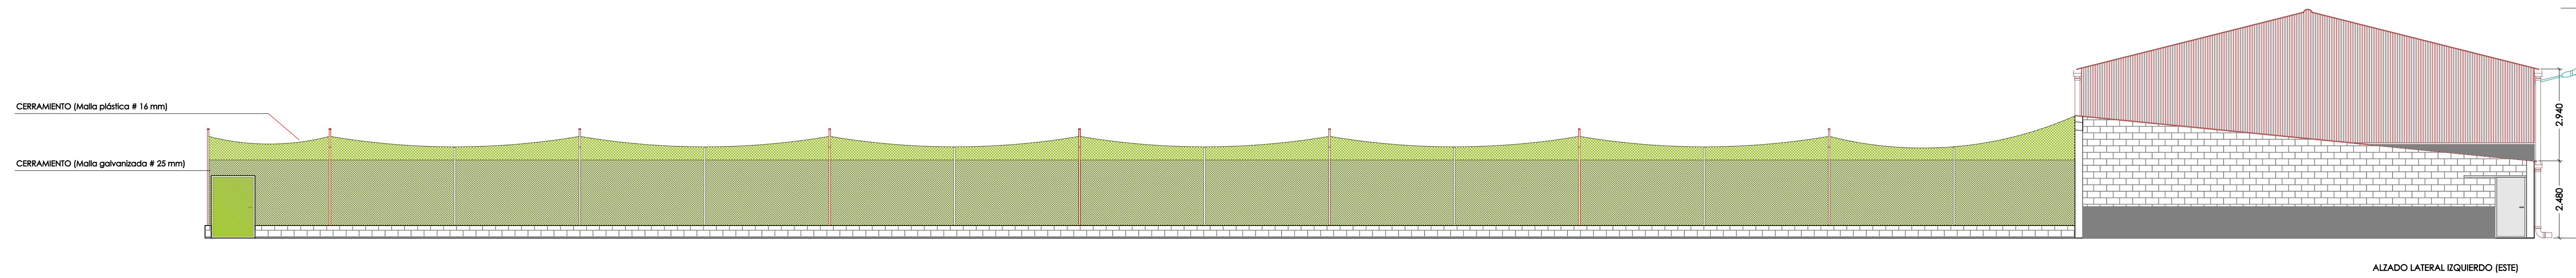 CERRAMIENTO (Malla plástica # 16 mm)
2.940
CERRAMIENTO (Malla galvanizada # 25 mm)
2.480
ALZADO LATERAL IZQUIERDO (ESTE)